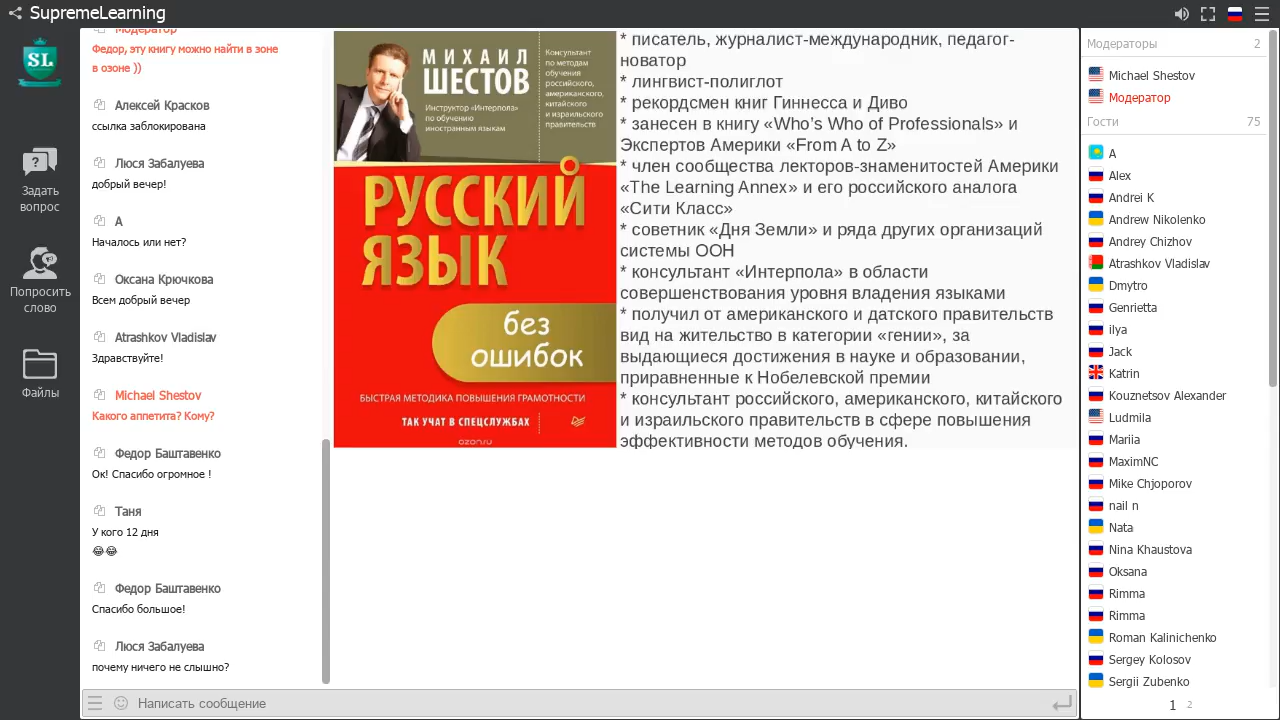 SupremeLearning
SL
Задать
вопрос
Попросить
слово
Файлы
Модератор
Федор, эту книгу можно найти в зоне
в озоне ))
Алексей Красков
ссылка заблокирована
Люся Забалуева
добрый вечер!
А
Началось или нет?
Оксана Крючкова
Всем добрый вечер
Atrashkov Vladislav
Здравствуйте!
Michael Shestov
Какого аппетита? Кому?
Федор Баштавенко
Ок! Спасибо огромное !
Таня
У кого 12 дня
😂😂
Федор Баштавенко
Спасибо большое!
Люся Забалуева
почему ничего не слышно?
Написать сообщение
МИХАИЛ
ШЕСТОВ
Инструктор «Интерпола»
по обучению
иностранным языкам
Консультант
по методам
обучения
российского,
американского,
китайского
и израильского
правительств
РУССКИЙ
ЯЗЫК
без
ошибок
БЫСТРАЯ МЕТОДИКА ПОВЫШЕНИЯ ГРАМОТНОСТИ
ТАК УЧАТ В СПЕЦСЛУЖБАХ
ozon.ru
* писатель, журналист-международник, педагог-
новатор
* лингвист-полиглот
* рекордсмен книг Гиннесса и Диво
* занесен в книгу «Who's Who of Professionals» и
Экспертов Америки «From A to Z»
* член сообщества лекторов-знаменитостей Америки
«The Learning Annex» и его российского аналога
«Сити Класс»
* советник «Дня Земли» и ряда других организаций
системы ООН
* консультант «Интерпола» в области
совершенствования уровня владения языками
* получил от американского и датского правительств
вид на жительство в категории «гении», за
выдающиеся достижения в науке и образовании,
приравненные к Нобелевской премии
* консультант российского, американского, китайского
и израильского правительств в сфере повышения
эффективности методов обучения.
Модераторы 2
Michael Shestov
Модератор
Гости 75
А
Alex
Andrei K
Andrew Nikolenko
Andrey Chizhov
Atrashkov Vladislav
Dmytro
Genrietta
ilya
Jack
Katrin
Kouznetsov Alexander
Ludmila
Mariia
MaximNC
Mike Chjoporov
nail n
Nata
Nina Khaustova
Oksana
Rimma
Rimma
Roman Kalinichenko
Sergey Kolosov
Sergii Zubenko
1 2